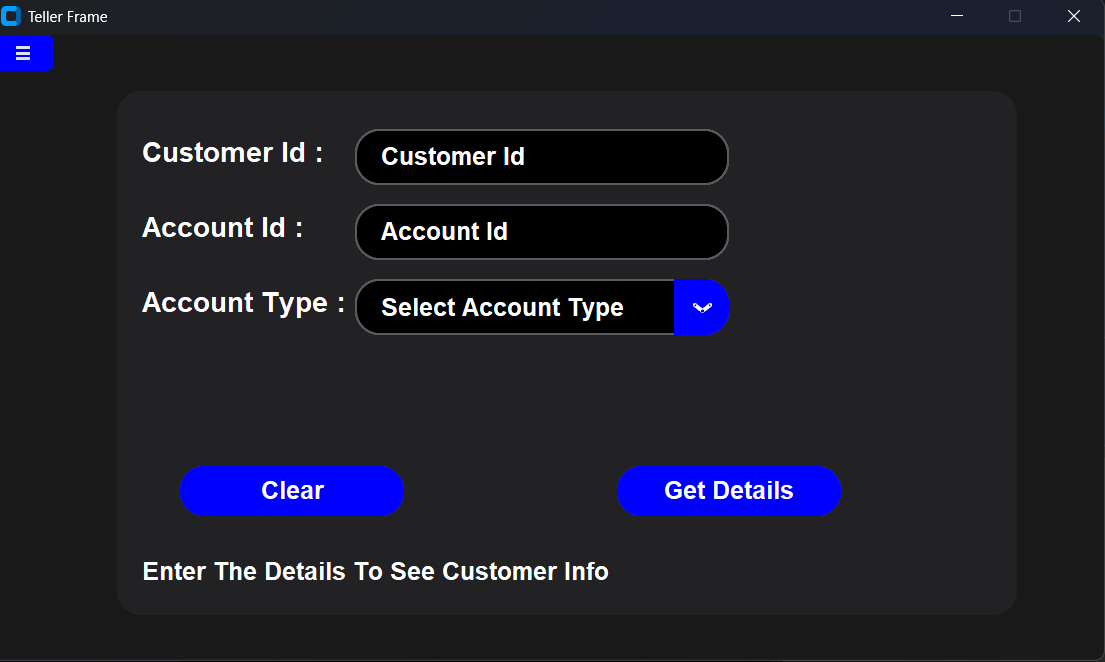 Teller Frame
Customer Id : Customer Id
Account Id : Account Id
Account Type : Select Account Type
Clear Get Details
Enter The Details To See Customer Info